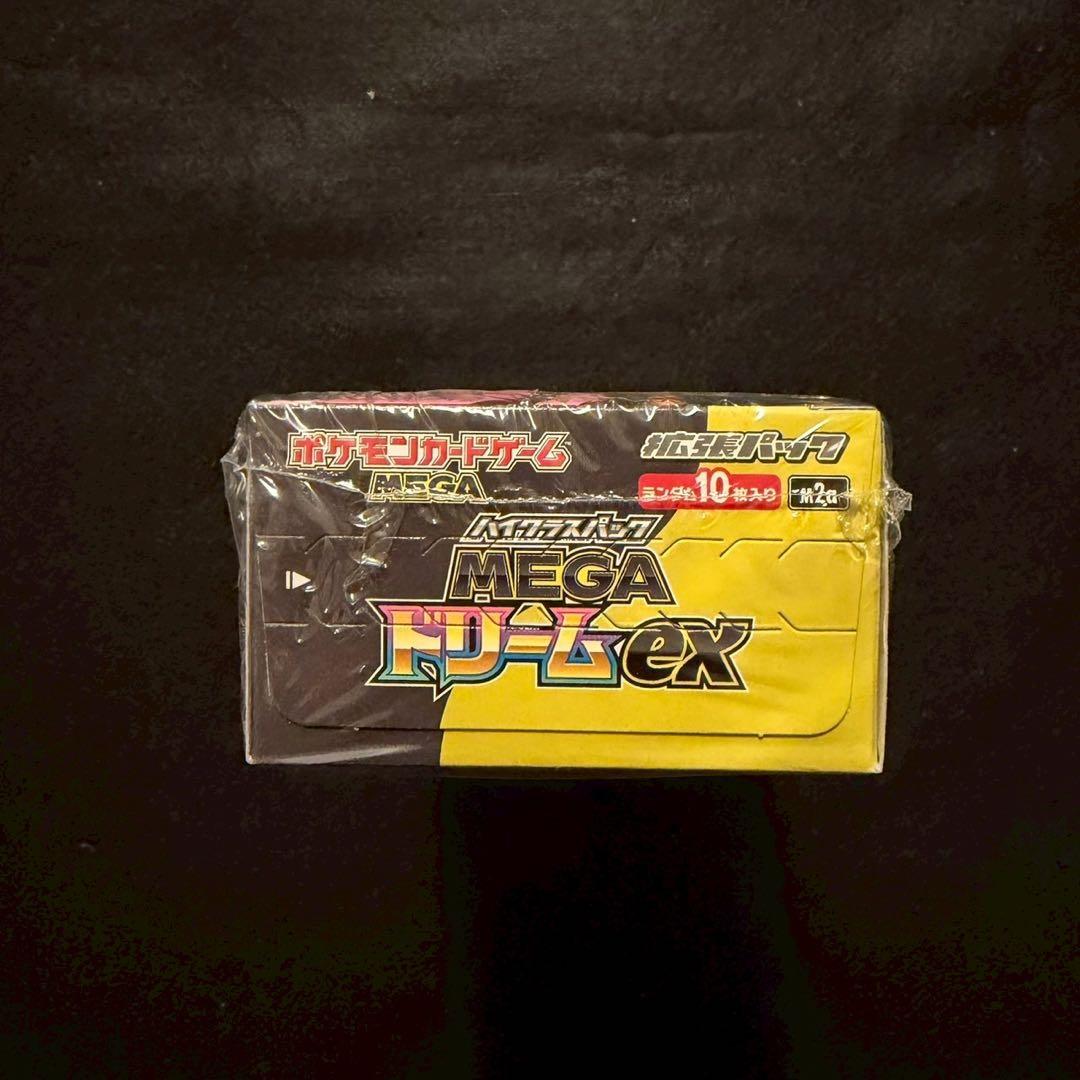 ポケモンカードゲーム
MEGA
拡張パック
ランダム10枚入り
M2a
ハイクラスパック
MEGA
ドリームex